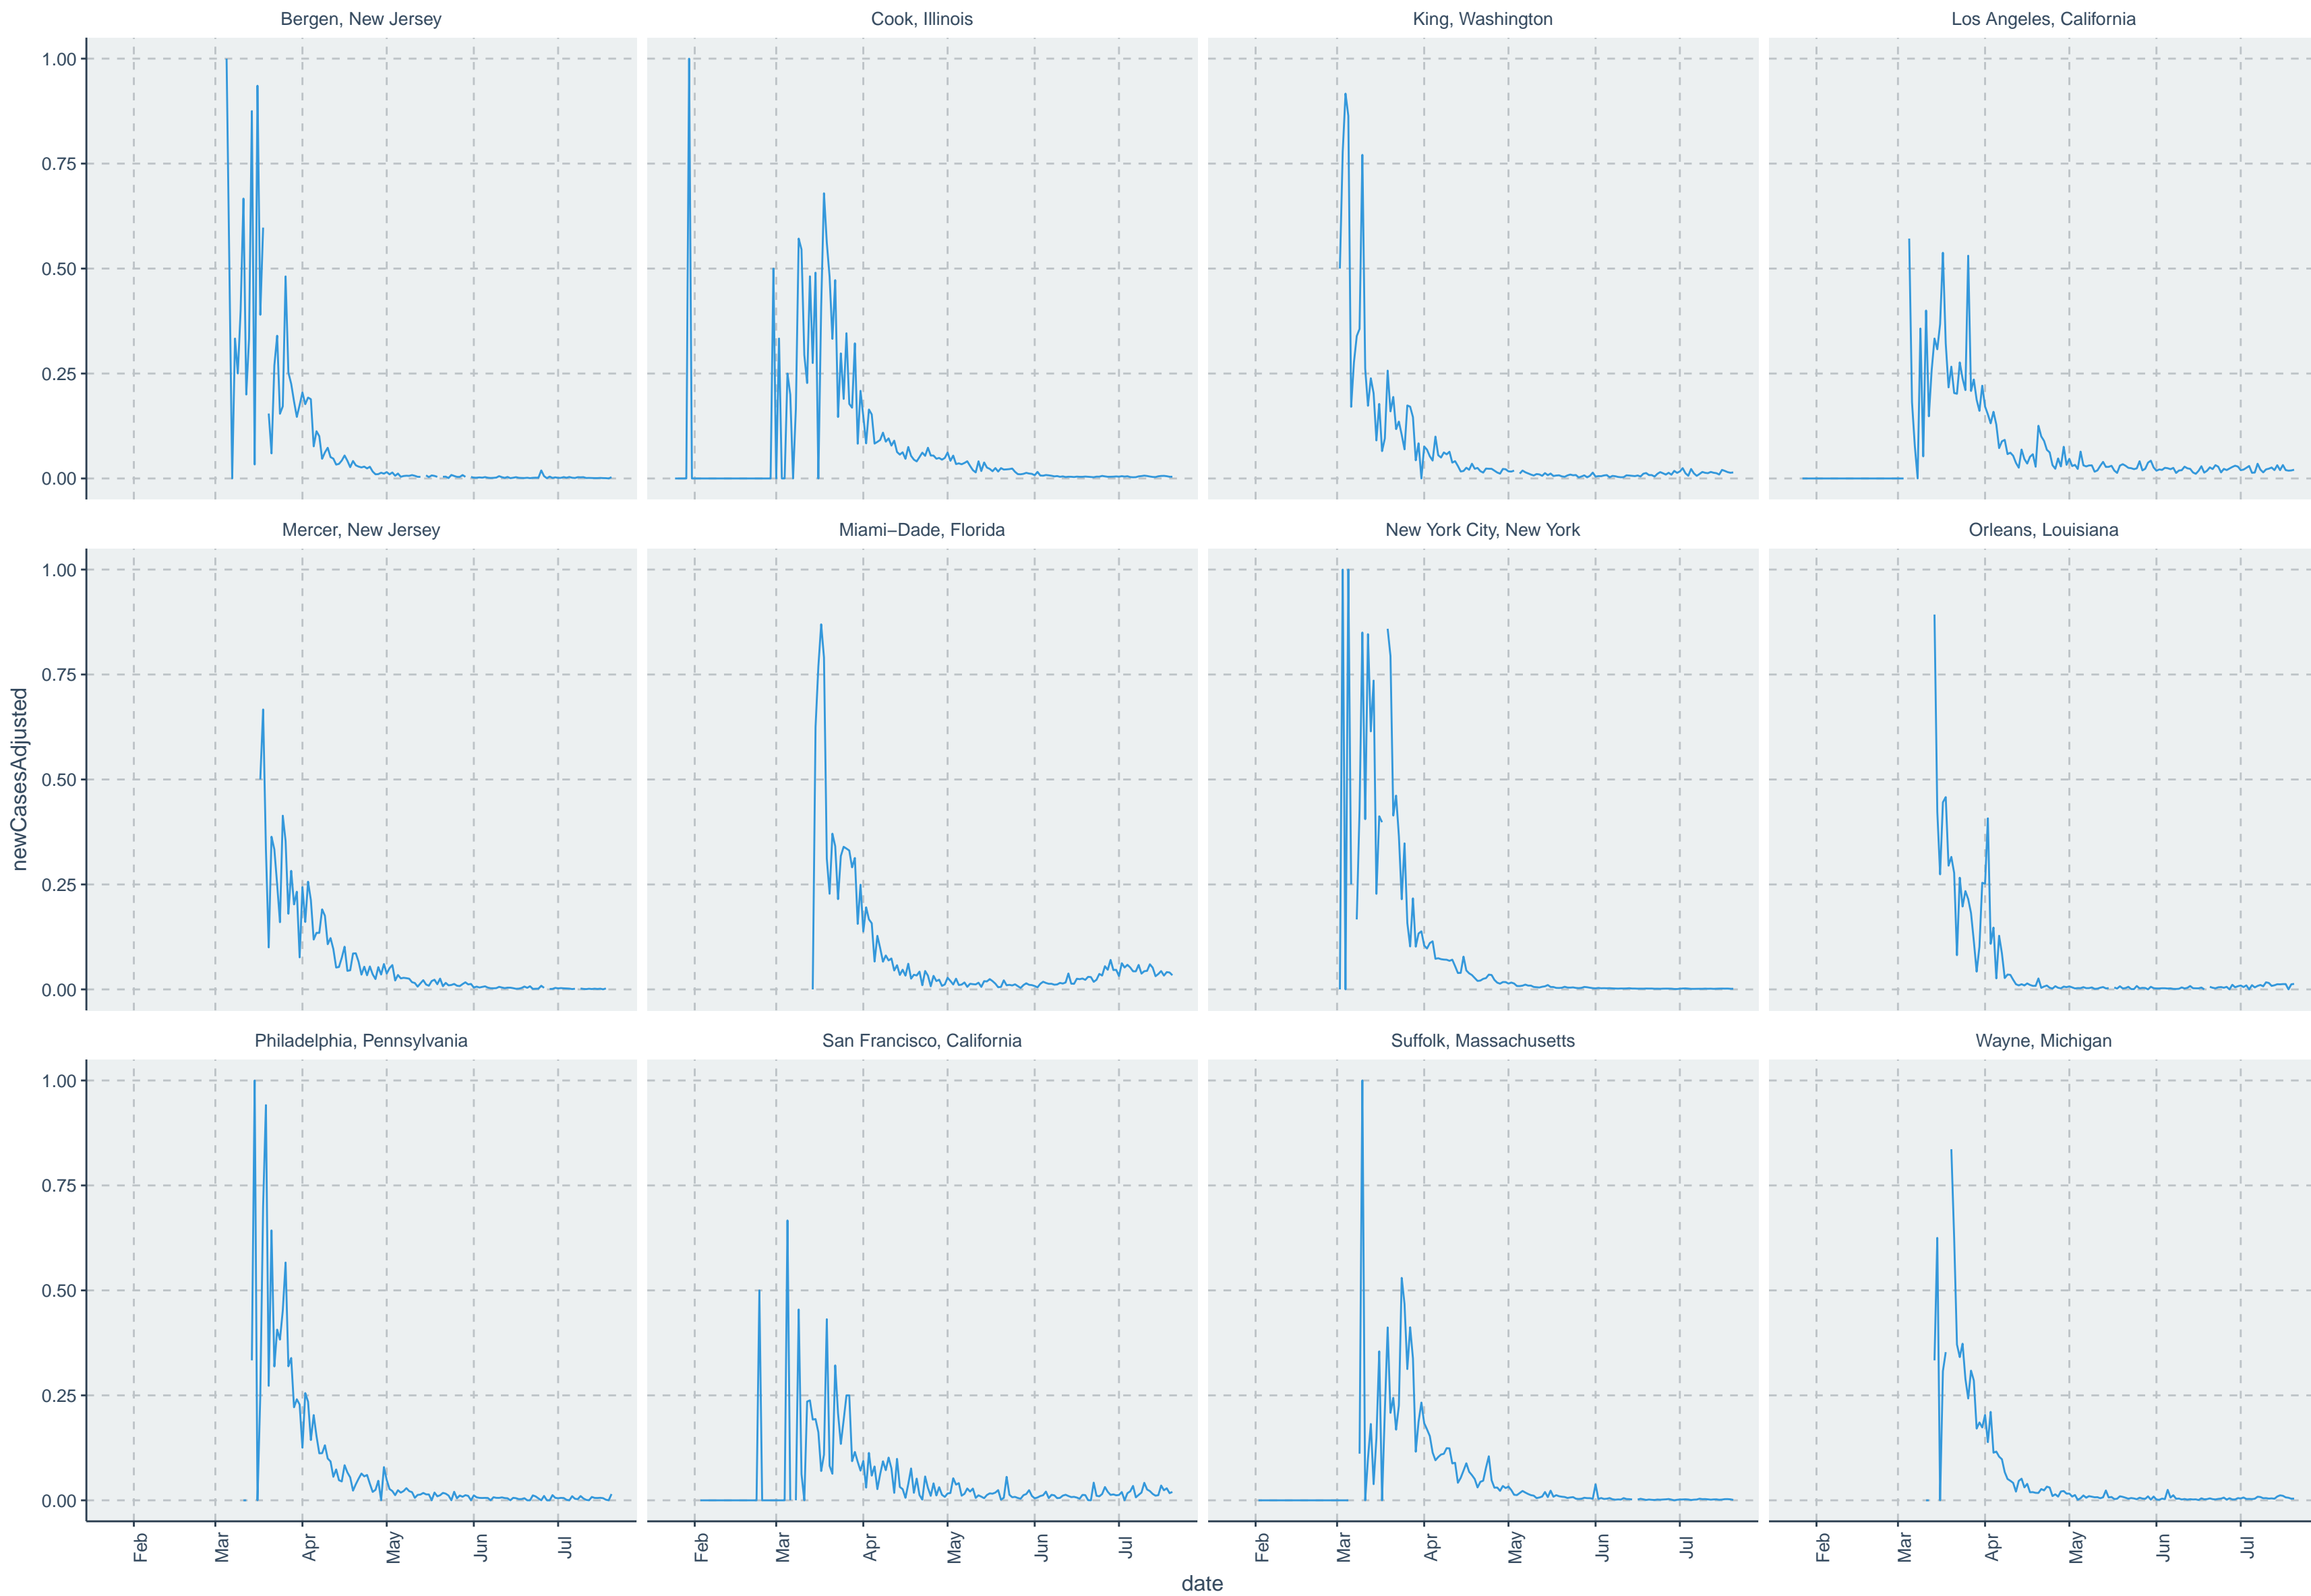 Bergen, New Jersey
Cook, Illinois
King, Washington
Los Angeles, California
1.00
0.75
0.50
0.25
0.00
Mercer, New Jersey
Miami−Dade, Florida
New York City, New York
Orleans, Louisiana
1.00
0.75
0.50
0.25
0.00
newCasesAdjusted
Philadelphia, Pennsylvania
San Francisco, California
Suffolk, Massachusetts
Wayne, Michigan
1.00
0.75
0.50
0.25
0.00
Feb Mar Apr May Jun Jul
Feb Mar Apr May Jun Jul
Feb Mar Apr May Jun Jul
Feb Mar Apr May Jun Jul
date